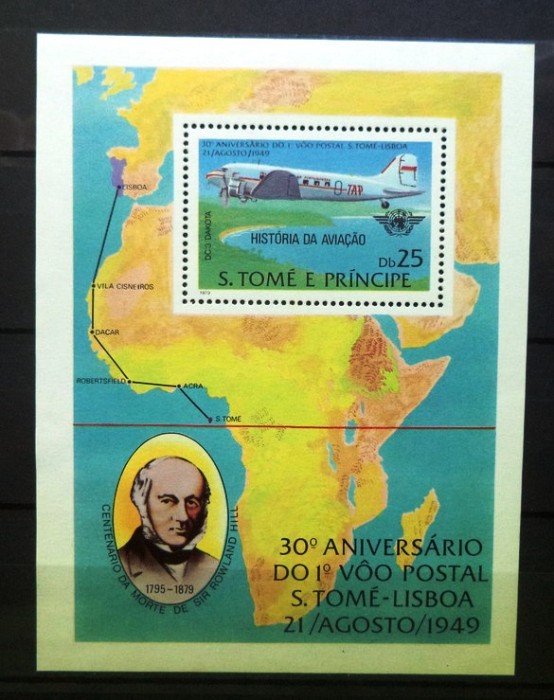 30º ANIVERSÁRIO DO 1º VÔO POSTAL S. TOMÉ-LISBOA
21/AGOSTO/1949
TAP
DC3 DAKOTA
HISTÓRIA DA AVIAÇÃO
Db25
S. TOMÉ E PRÍNCIPE
1979
LISBOA
VILA CISNEIROS
DACAR
ROBERTSFIELD
ACRA
S. TOMÉ
CENTENÁRIO DA MORTE DE SIR ROWLAND HILL
1795-1879
30º ANIVERSÁRIO
DO 1º VÔO POSTAL
S. TOMÉ-LISBOA
21/AGOSTO/1949